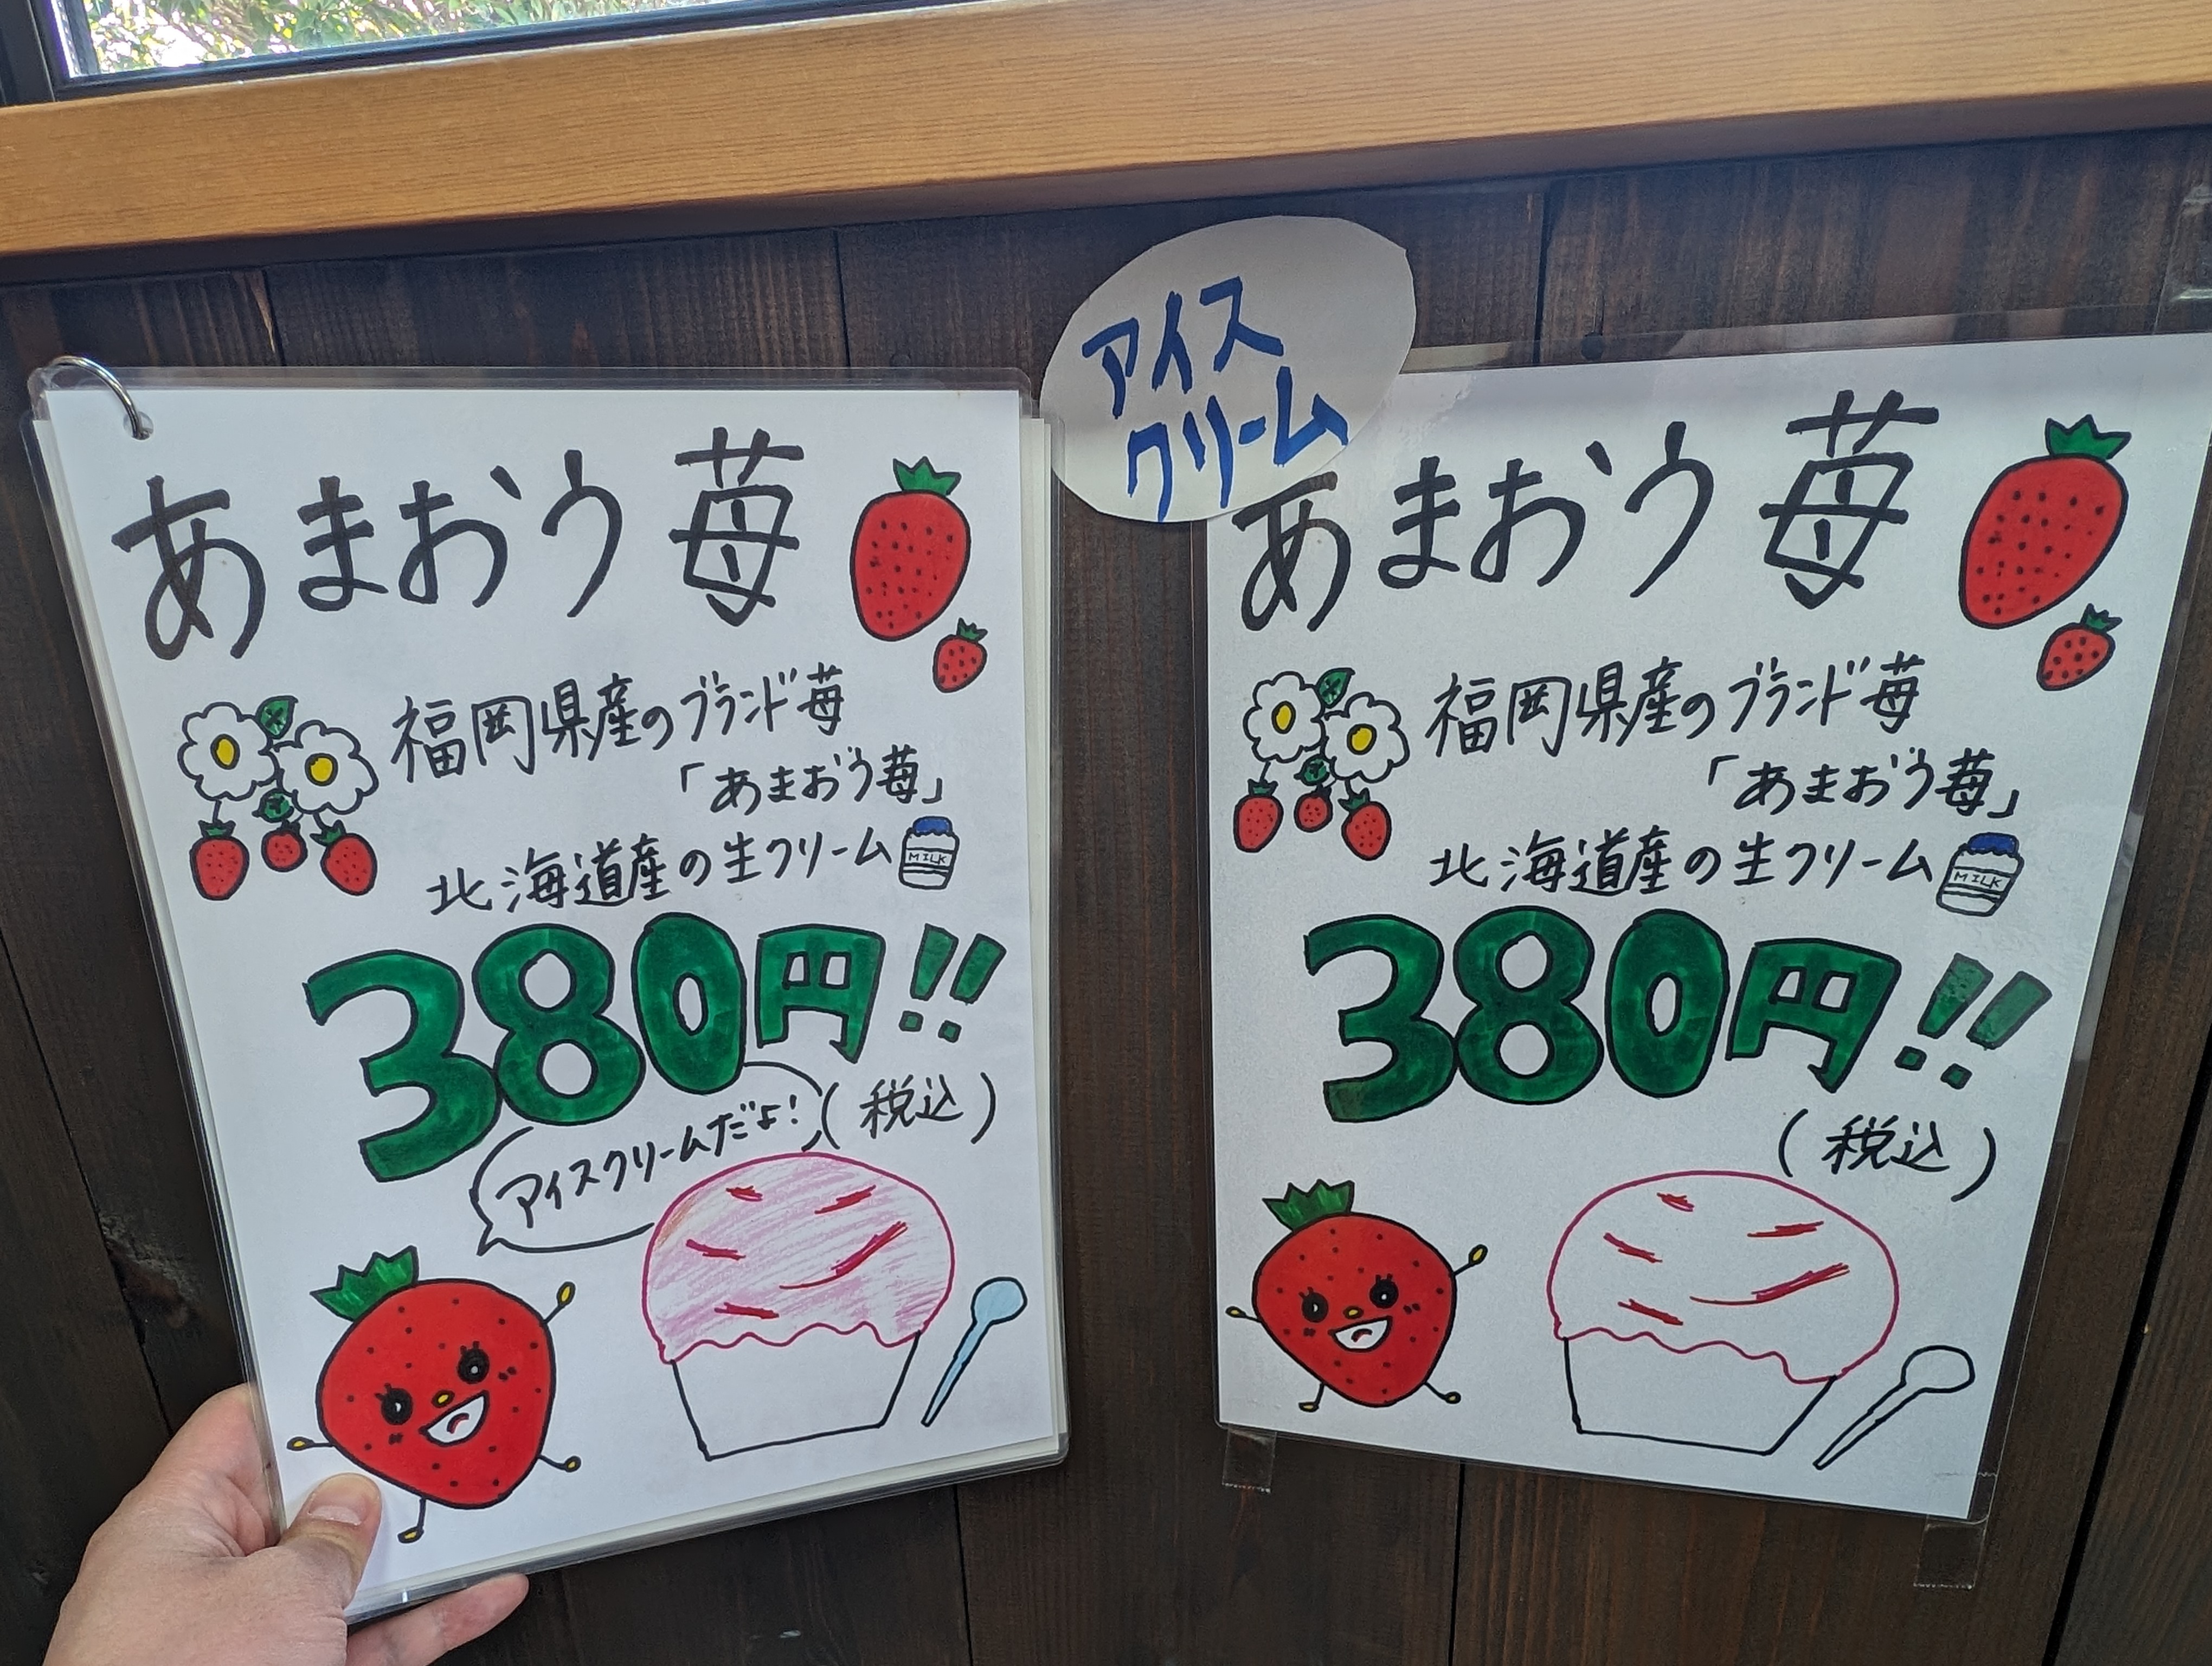 アイス
クリーム
あまおう苺
福岡県産のブランド苺
「あまおう苺」
北海道産の生クリーム
MILK
380円!!
(税込)
アイスクリームだよ!
あまおう苺
福岡県産のブランド苺
「あまおう苺」
北海道産の生クリーム
MILK
380円!!
(税込)